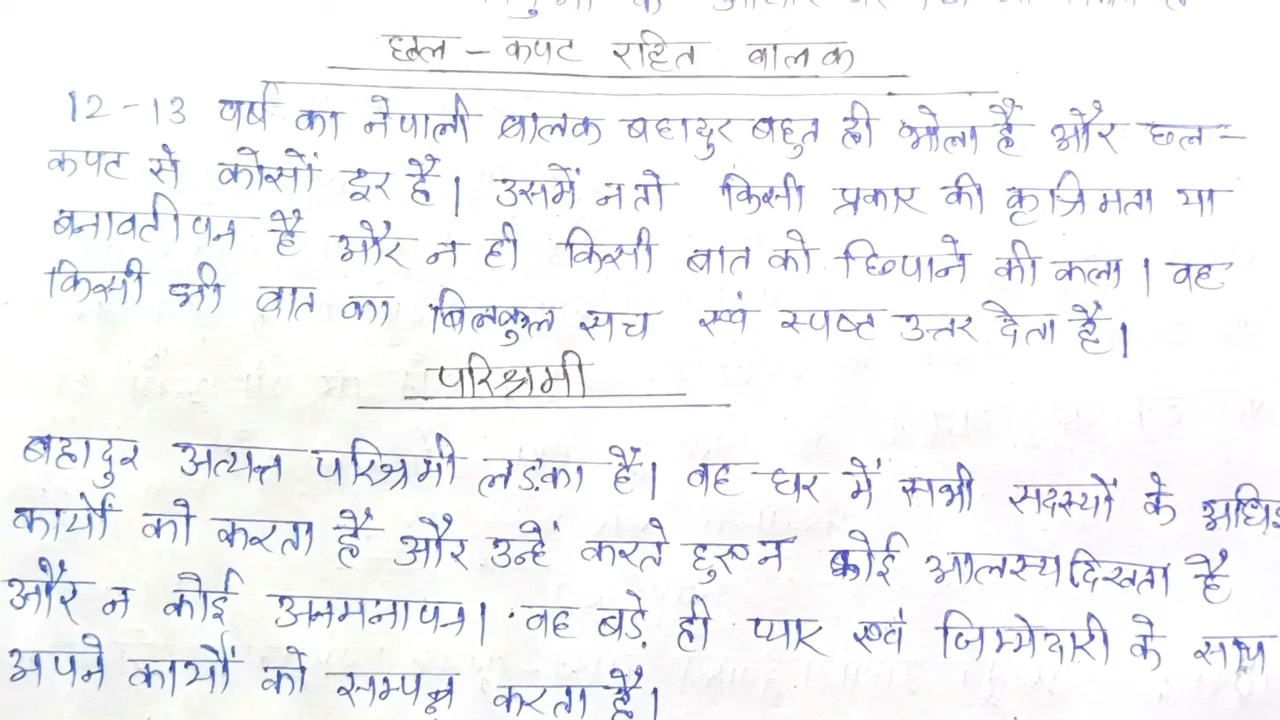 छल - कपट रहित बालक
12-13 वर्ष का नेपाली बालक बहादुर बहुत ही भोला है और छल-
कपट से कोसों दूर है। उसमें न तो किसी प्रकार की कृत्रिमता या
बनावटीपन है और न ही किसी बात को छिपाने की कला। वह
किसी भी बात का बिलकुल सच एवं स्पष्ट उत्तर देता है।
परिश्रमी
बहादुर अत्यन्त परिश्रमी लड़का है। वह घर में सभी सदस्यों के
कार्यों को करता है और उन्हें करते हुए न कोई आलस्य दिखता है
और न कोई अनमनापन। वह बड़े ही प्यार एवं जिम्मेदारी के साथ
अपने कार्यों को सम्पन्न करता है।